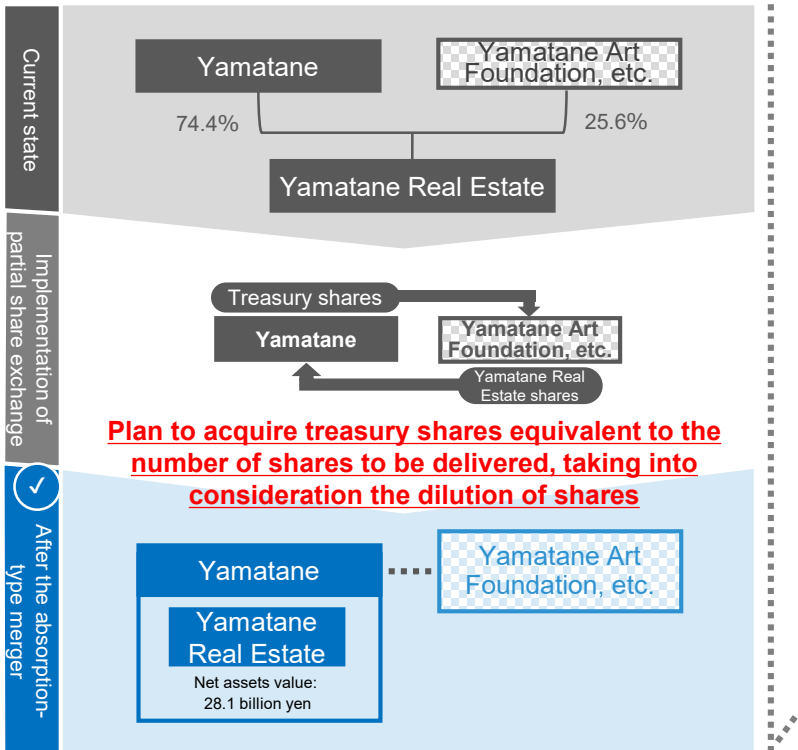 Current state
Yamatane
Yamatane Art
Foundation, etc.
74.4%
25.6%
Yamatane Real Estate
Implementation of
partial share exchange
Treasury shares
Yamatane
Yamatane Art
Foundation, etc.
Yamatane Real
Estate shares
Plan to acquire treasury shares equivalent to the
number of shares to be delivered, taking into
consideration the dilution of shares
After the absorption-
type merger
Yamatane
Yamatane Art
Foundation, etc.
Yamatane
Real Estate
Net assets value:
28.1 billion yen